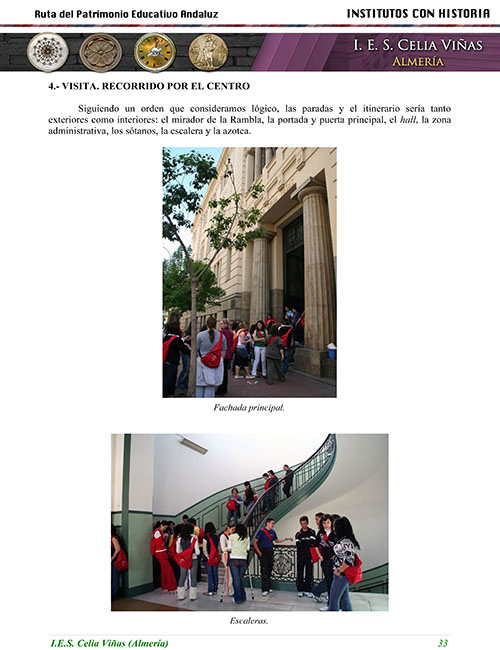 Ruta del Patrimonio Educativo Andaluz
INSTITUTOS CON HISTORIA
I. E. S. CELIA VIÑAS
ALMERÍA
4.- VISITA. RECORRIDO POR EL CENTRO
Siguiendo un orden que consideramos lógico, las paradas y el itinerario sería tanto
exteriores como interiores: el mirador de la Rambla, la portada y puerta principal, el hall, la zona
administrativa, los sótanos, la escalera y la azotea.
Fachada principal.
Escaleras.
I.E.S. Celia Viñas (Almería)
33